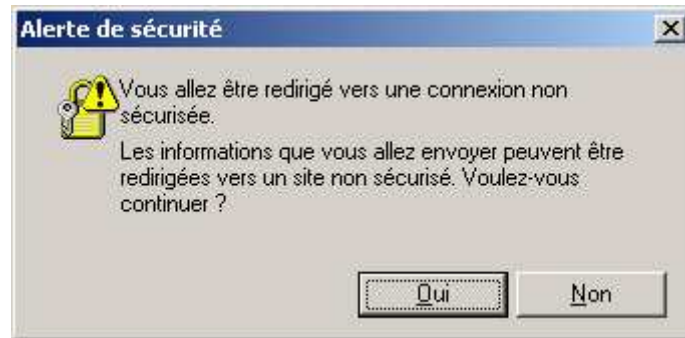 Alerte de sécurité
Vous allez être redirigé vers une connexion non
sécurisée.
Les informations que vous allez envoyer peuvent être
redirigées vers un site non sécurisé. Voulez-vous
continuer ?
Oui
Non